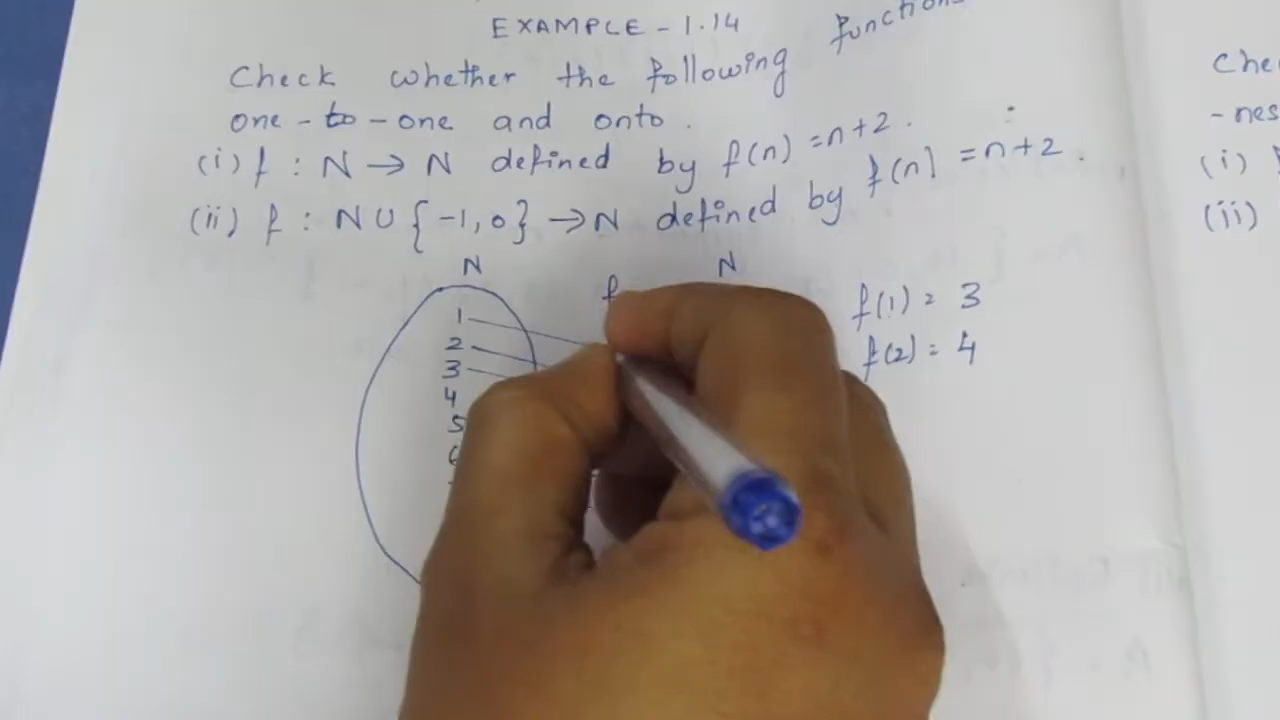 EXAMPLE - 1.14
Check whether the following functions
one-to-one and onto.
(i) f : N → N defined by f(n) = n+2.
(ii) f : N ∪ {-1, 0} → N defined by f(n) = n+2.
N f N
1
2
3
4
5
f(1) = 3
f(2) = 4
Che
-nes
(i)
(ii)